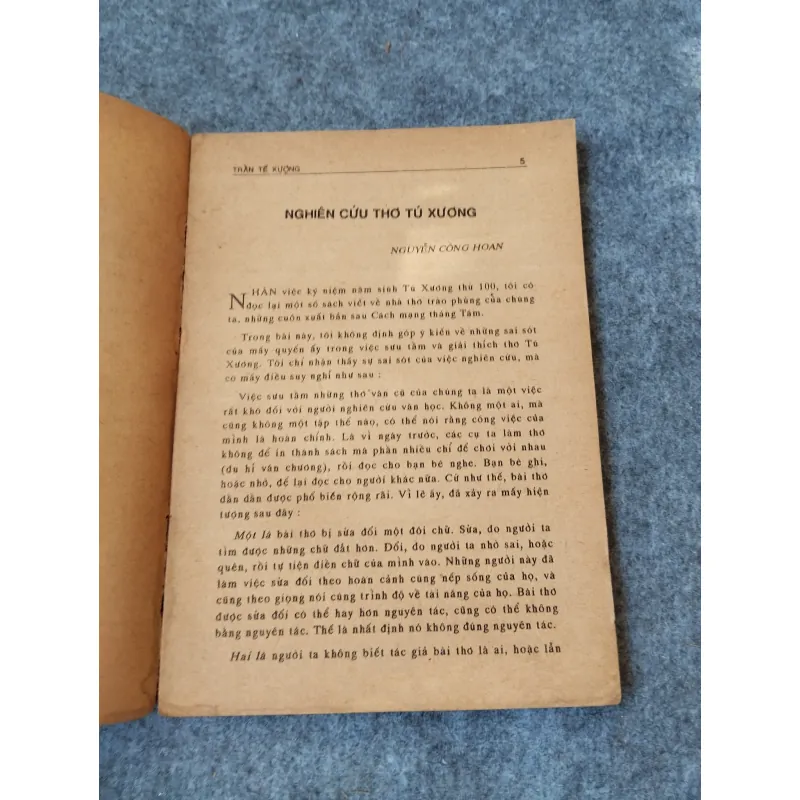 TRẦN TẾ XƯƠNG 5
NGHIÊN CỨU THƠ TÚ XƯƠNG
NGUYỄN CÔNG HOAN
NHÂN việc kỷ niệm năm sinh Tú Xương thứ 100, tôi có
đọc lại một số sách viết về nhà thơ trào phúng của chúng
ta, những cuốn xuất bản sau Cách mạng tháng Tám.
Trong bài này, tôi không định góp ý kiến về những sai sót
của mấy quyển ấy trong việc sưu tầm và giải thích thơ Tú
Xương. Tôi chỉ nhận thấy sự sai sót của việc nghiên cứu, mà
có mấy điều suy nghĩ như sau :
Việc sưu tầm những thơ văn cũ của chúng ta là một việc
rất khó đối với người nghiên cứu văn học. Không một ai, mà
cũng không một tập thể nào, có thể nói rằng công việc của
mình là hoàn chỉnh. Là vì ngày trước, các cụ ta làm thơ
không để in thành sách mà phần nhiều chỉ để chơi với nhau
(du hí văn chương), rồi đọc cho bạn bè nghe. Bạn bè ghi,
hoặc nhớ, để lại đọc cho người khác nữa. Cứ như thế, bài thơ
dần dần được phổ biến rộng rãi. Vì lẽ ấy, đã xảy ra mấy hiện
tượng sau đây :
Một là bài thơ bị sửa đổi một đôi chữ. Sửa, do người ta
tìm được những chữ đắt hơn. Đổi, do người ta nhớ sai, hoặc
quên, rồi tự tiện điền chữ của mình vào. Những người này đã
làm việc sửa đổi theo hoàn cảnh cùng nếp sống của họ, và
cũng theo giọng nói cùng trình độ về tài năng của họ. Bài thơ
được sửa đổi có thể hay hơn nguyên tác, cũng có thể không
bằng nguyên tác. Thế là nhất định nó không đúng nguyên tác.
Hai là người ta không biết tác giả bài thơ là ai, hoặc lẫn